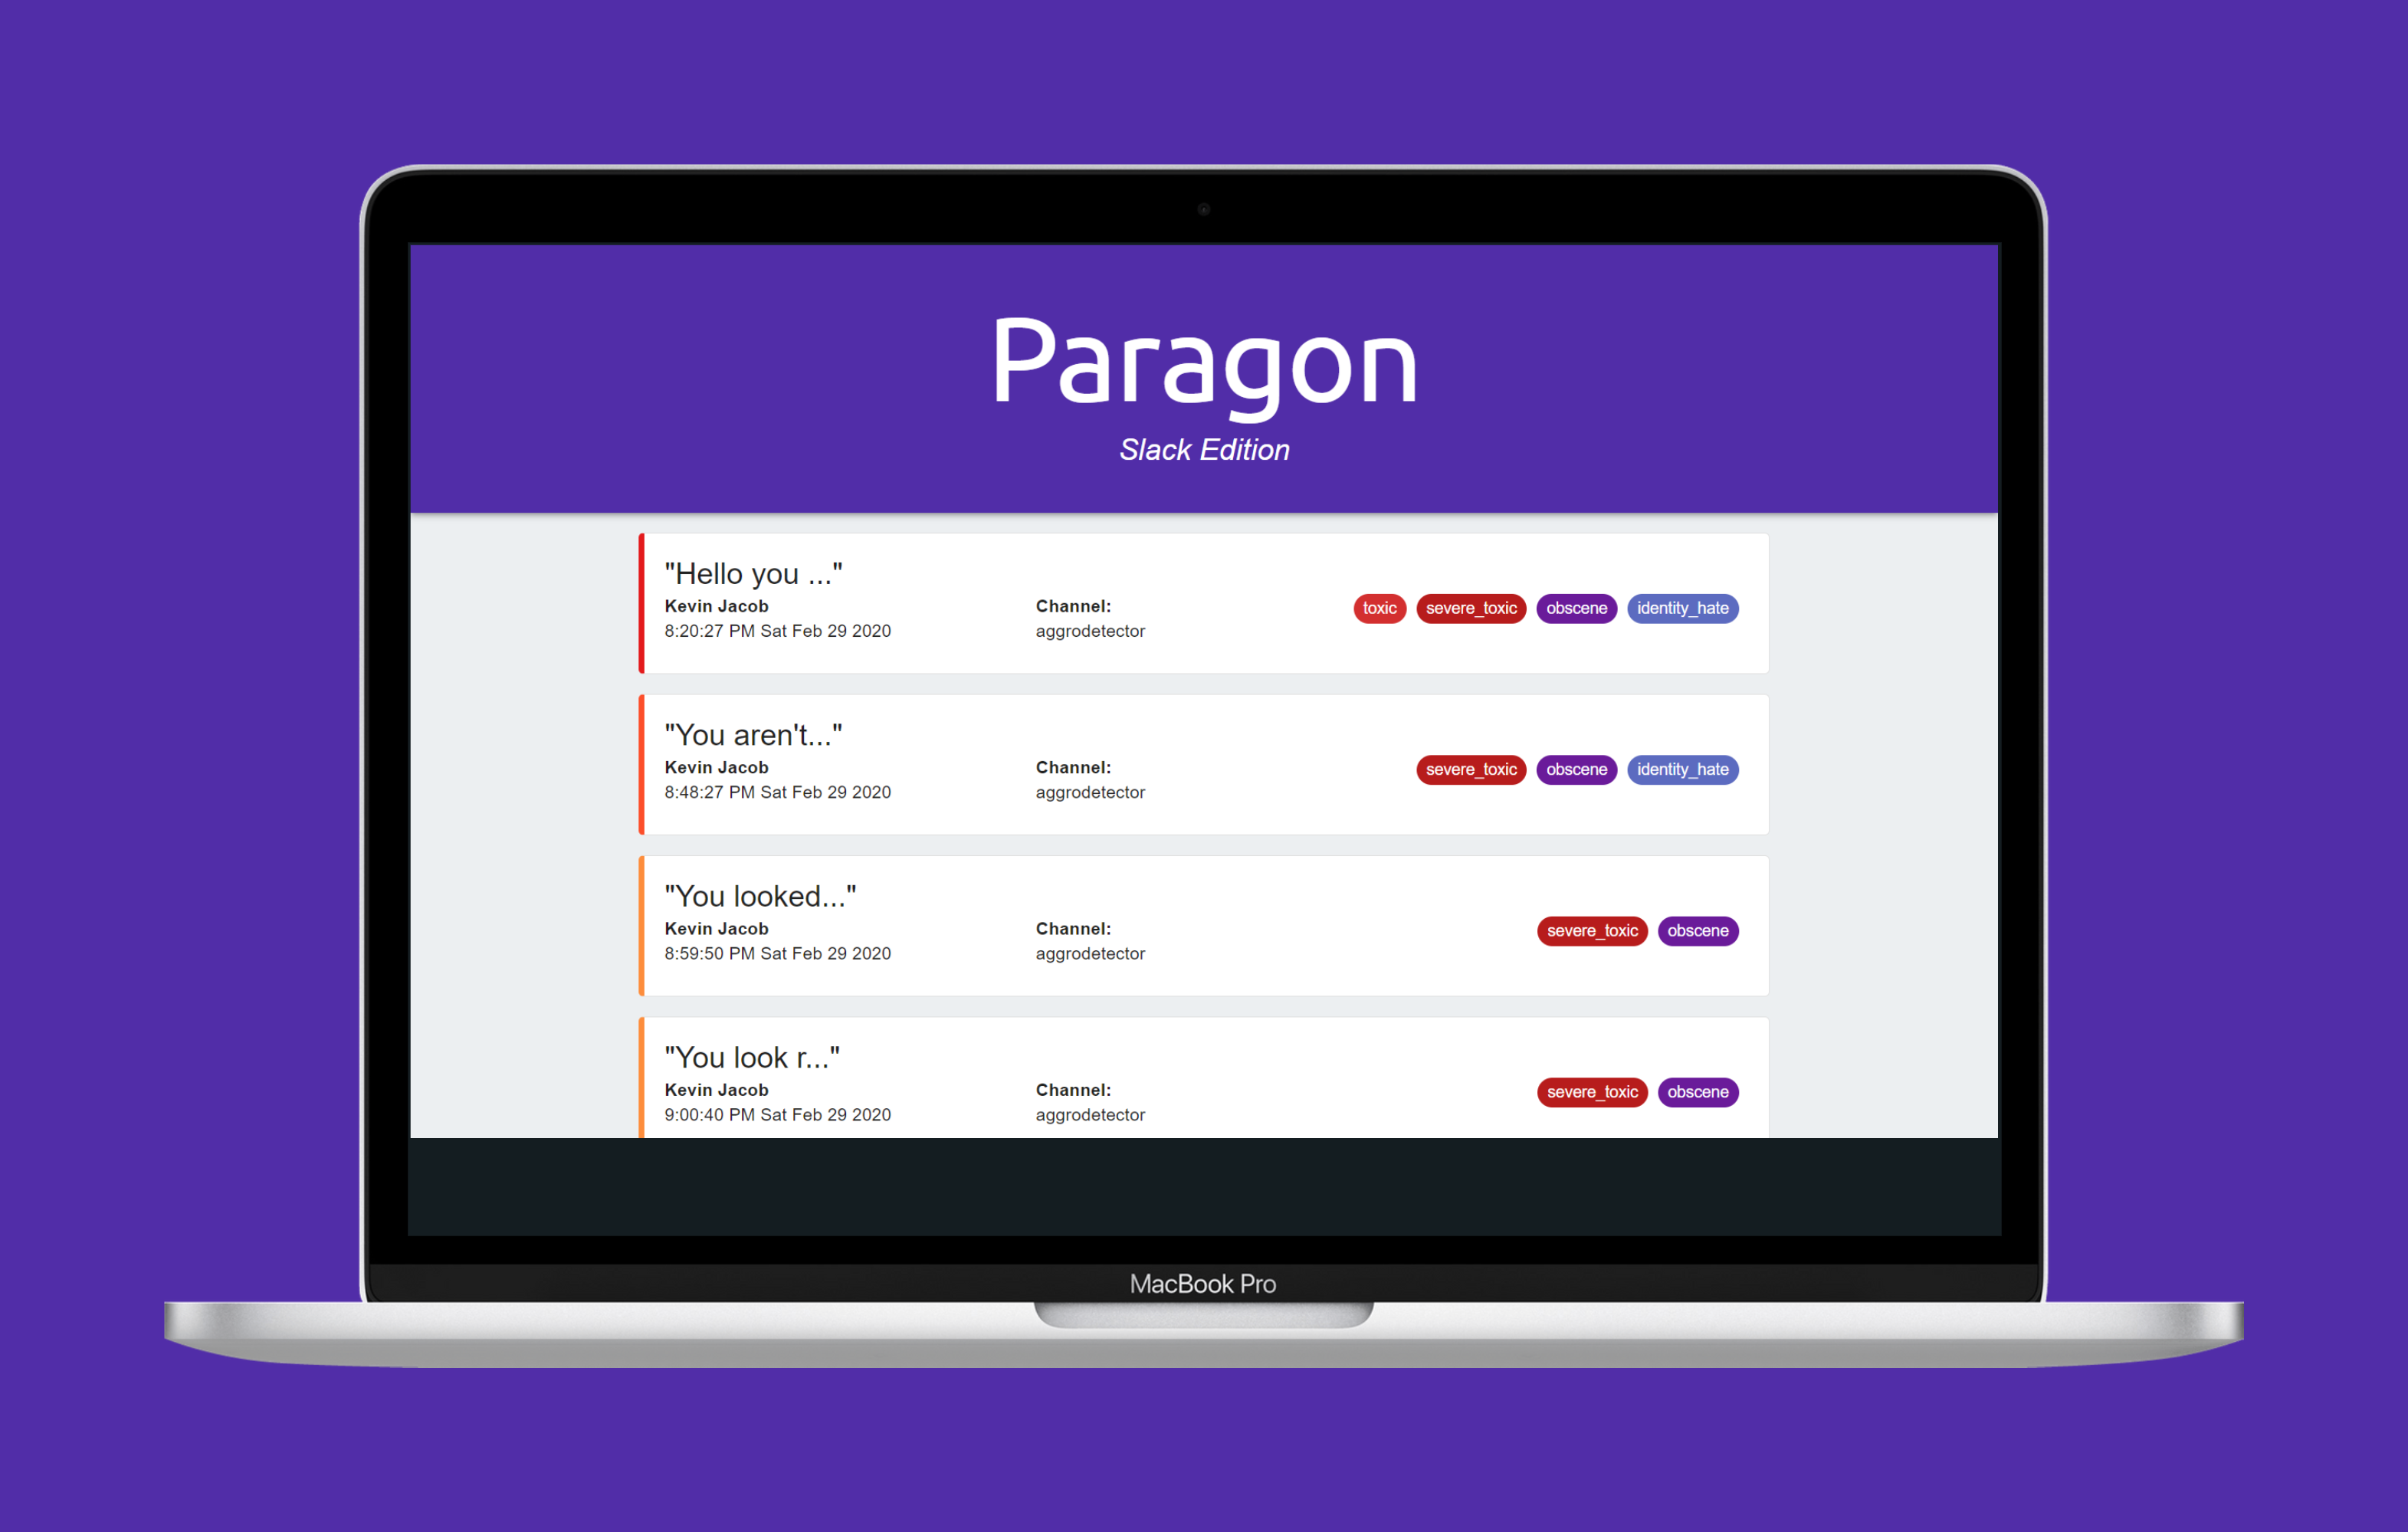 Paragon
Slack Edition
"Hello you ..."
Kevin Jacob
8:20:27 PM Sat Feb 29 2020
Channel:
aggrodetector
toxic severe_toxic obscene identity_hate
"You aren't..."
Kevin Jacob
8:48:27 PM Sat Feb 29 2020
Channel:
aggrodetector
severe_toxic obscene identity_hate
"You looked..."
Kevin Jacob
8:59:50 PM Sat Feb 29 2020
Channel:
aggrodetector
severe_toxic obscene
"You look r..."
Kevin Jacob
9:00:40 PM Sat Feb 29 2020
Channel:
aggrodetector
severe_toxic obscene
MacBook Pro